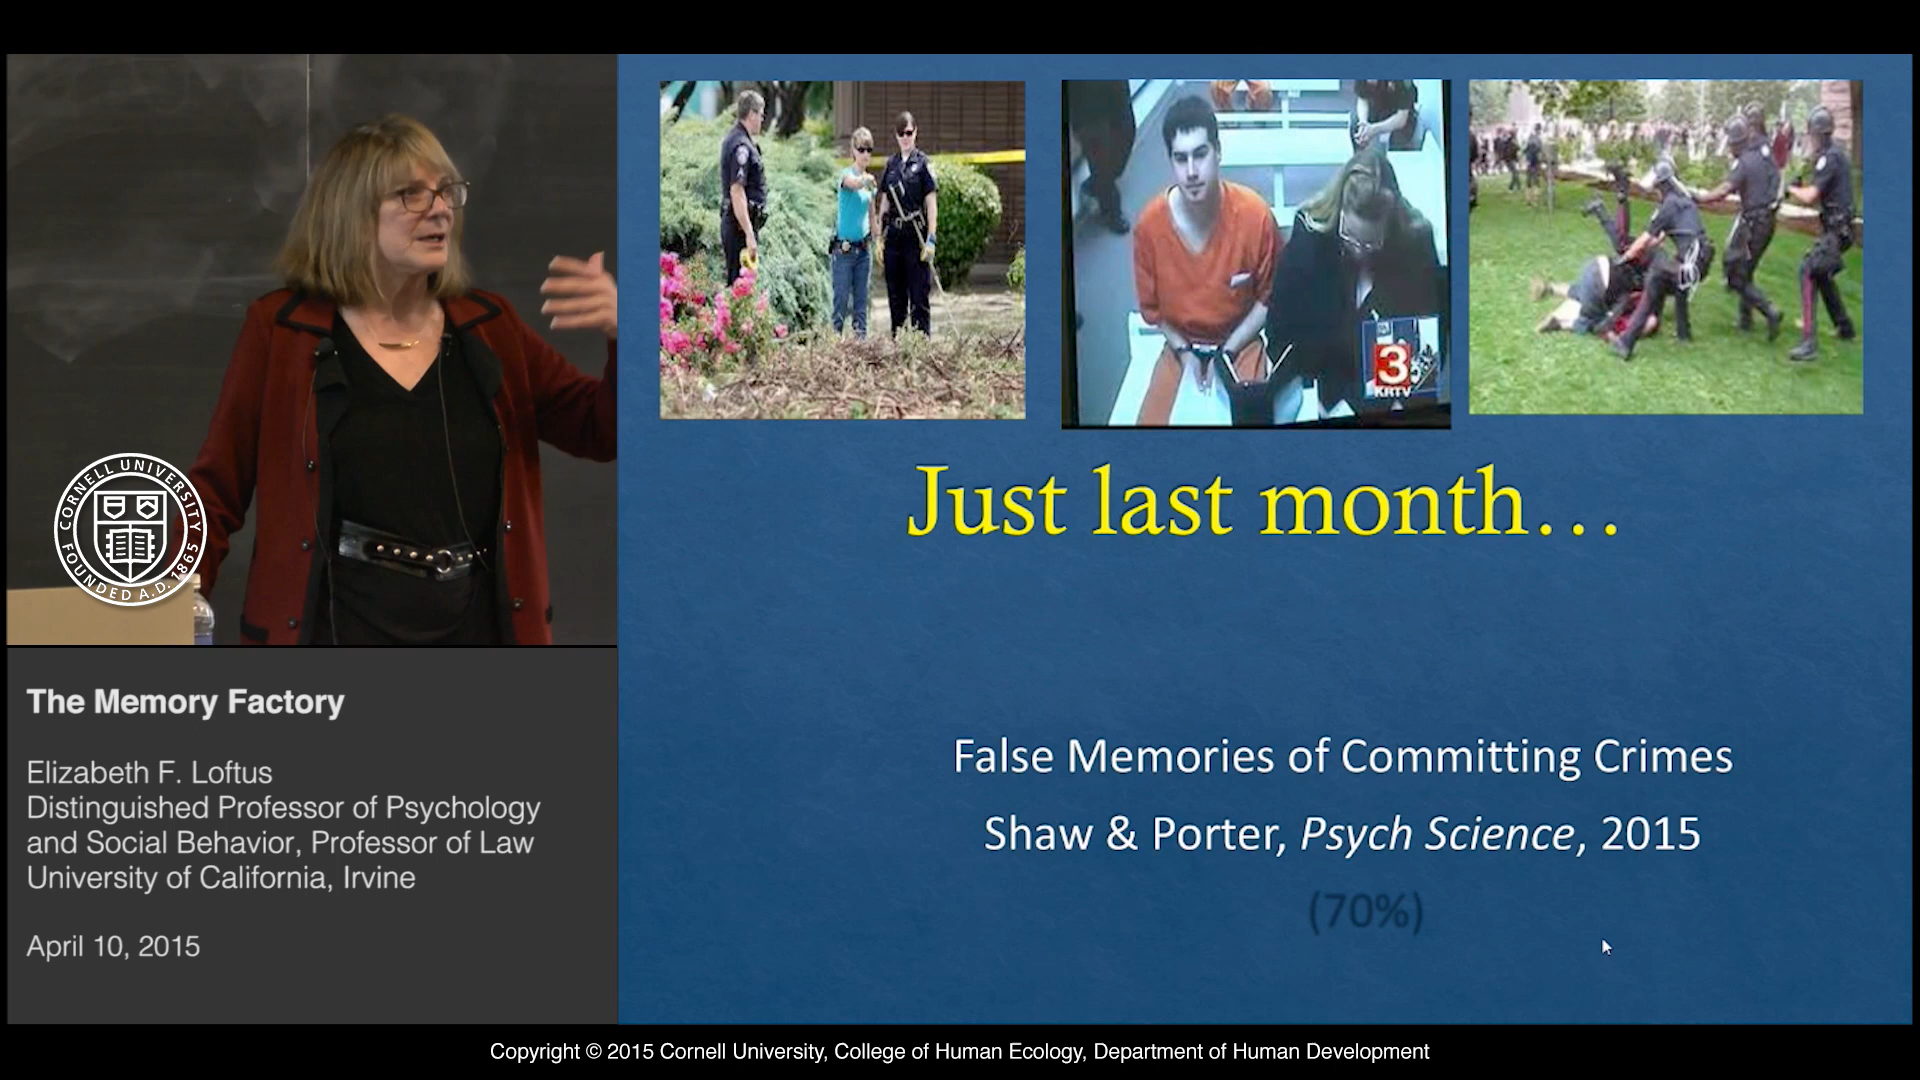 CORNELL UNIVERSITY
FOUNDED A.D. 1865
The Memory Factory
Elizabeth F. Loftus
Distinguished Professor of Psychology
and Social Behavior, Professor of Law
University of California, Irvine
April 10, 2015
3
KRTV
Just last month…
False Memories of Committing Crimes
Shaw & Porter, Psych Science, 2015
(70%)
Copyright © 2015 Cornell University, College of Human Ecology, Department of Human Development